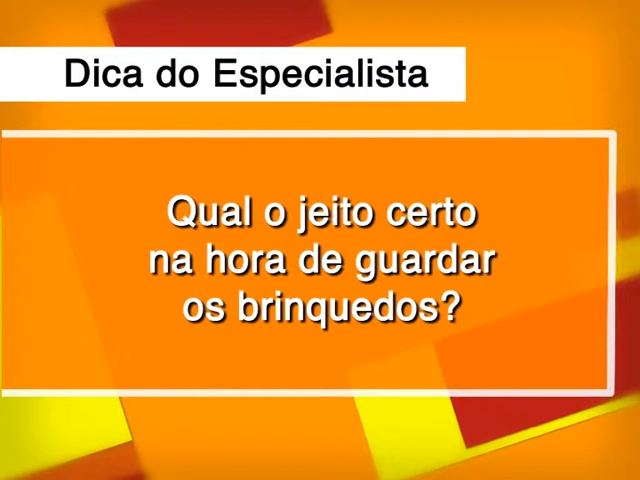 Dica do Especialista
Qual o jeito certo
na hora de guardar
os brinquedos?